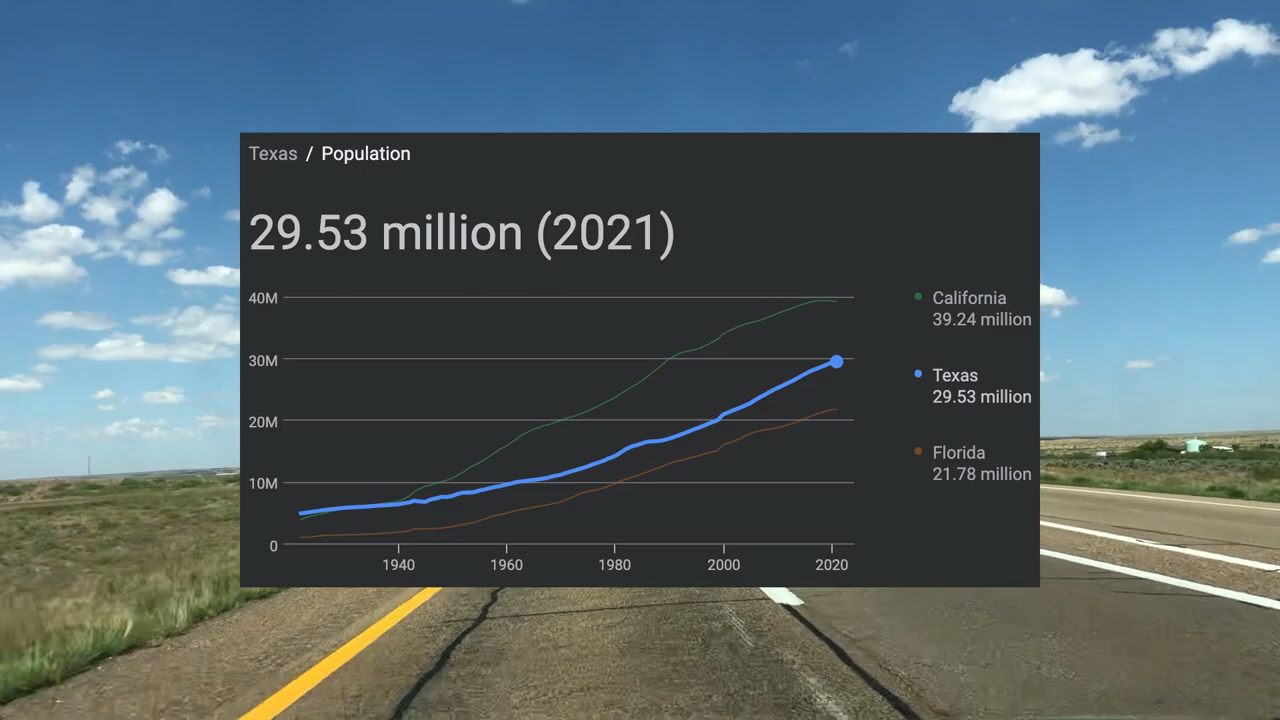 Texas / Population
29.53 million (2021)
40M
30M
20M
10M
0
1940 1960 1980 2000 2020
California
39.24 million
Texas
29.53 million
Florida
21.78 million